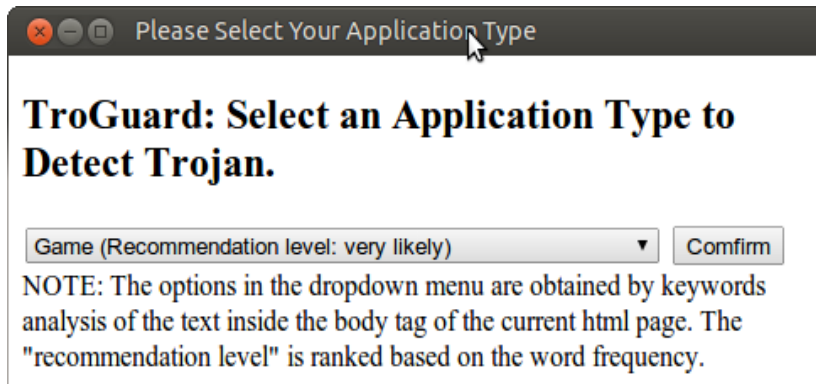 Please Select Your Application Type
TroGuard: Select an Application Type to
Detect Trojan.
Game (Recommendation level: very likely)
Comfirm
NOTE: The options in the dropdown menu are obtained by keywords
analysis of the text inside the body tag of the current html page. The
"recommendation level" is ranked based on the word frequency.